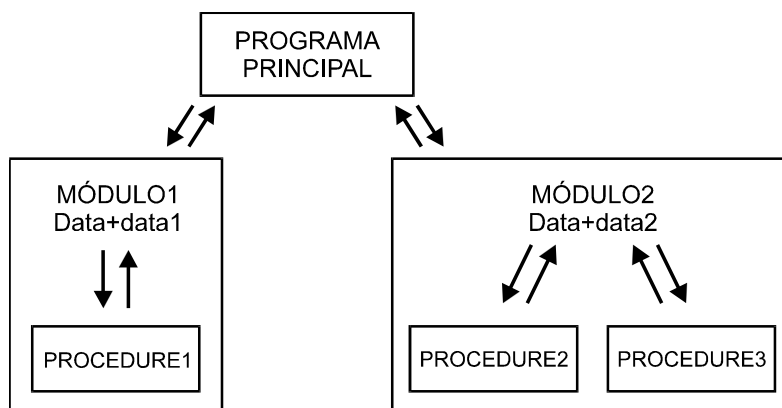 PROGRAMA
PRINCIPAL
MÓDULO1
Data+data1
PROCEDURE1
MÓDULO2
Data+data2
PROCEDURE2
PROCEDURE3